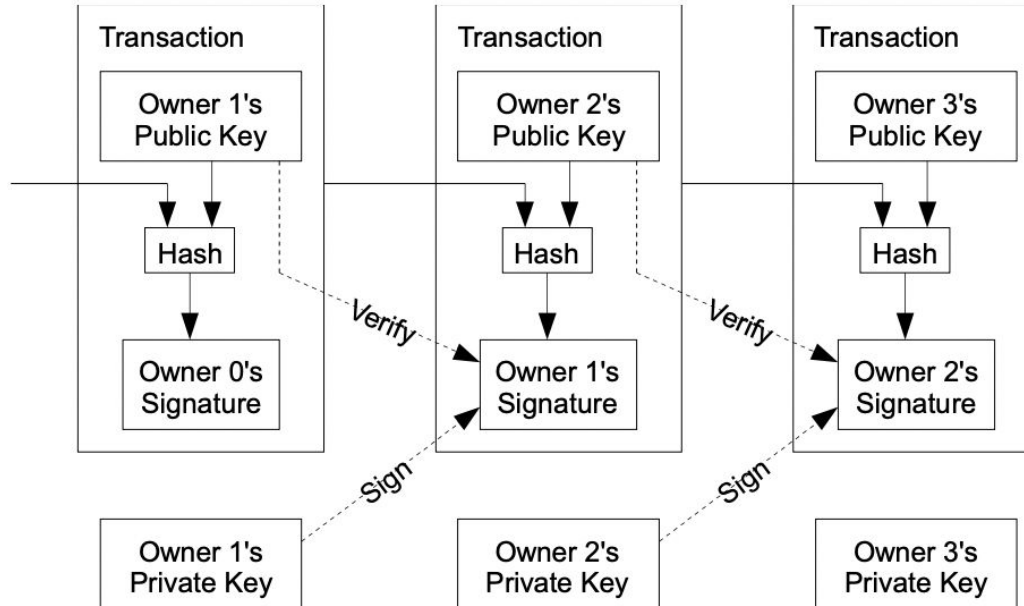 Transaction
Owner 1's
Public Key
Hash
Owner 0's
Signature
Transaction
Owner 2's
Public Key
Hash
Verify
Owner 1's
Signature
Transaction
Owner 3's
Public Key
Hash
Verify
Owner 2's
Signature
Sign
Sign
Owner 1's
Private Key
Owner 2's
Private Key
Owner 3's
Private Key